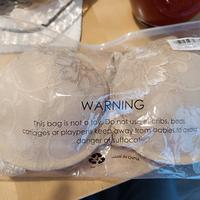 WARNING
This bag is not a toy. Do not use in cribs, beds,
carriages or playpens keep away from babies to avoid
danger of suffocation
Made in China